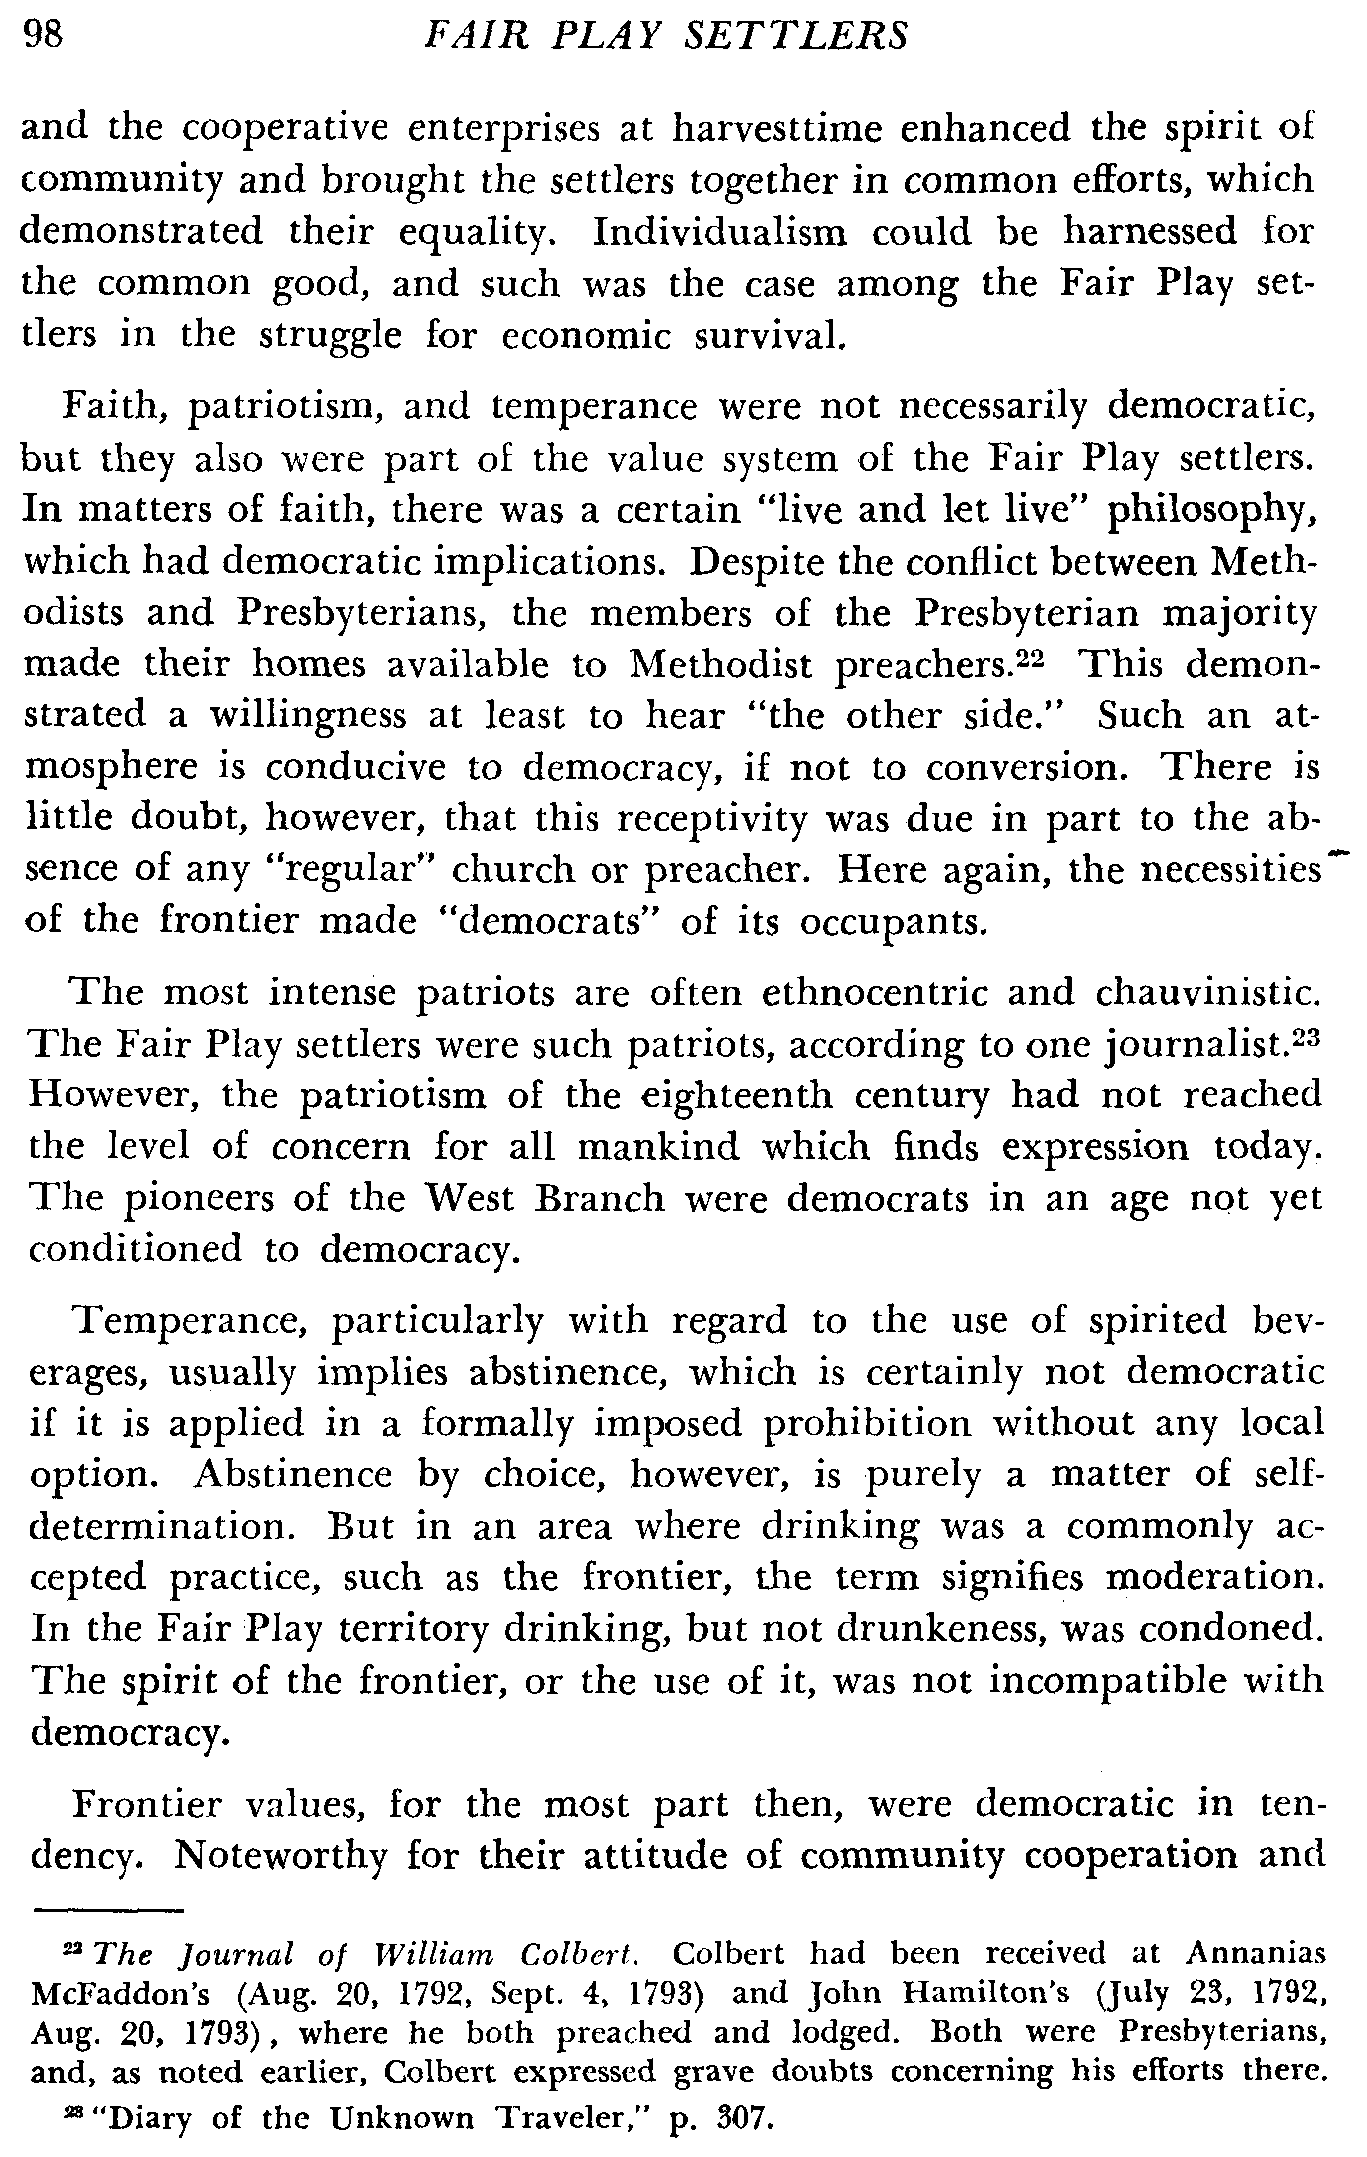 98 FAIR PLAY SETTLERS
and the cooperative enterprises at harvesttime enhanced the spirit of
community and brought the settlers together in common efforts, which
demonstrated their equality. Individualism could be harnessed for
the common good, and such was the case among the Fair Play set-
tlers in the struggle for economic survival.
Faith, patriotism, and temperance were not necessarily democratic,
but they also were part of the value system of the Fair Play settlers.
In matters of faith, there was a certain "live and let live" philosophy,
which had democratic implications. Despite the conflict between Meth-
odists and Presbyterians, the members of the Presbyterian majority
made their homes available to Methodist preachers.²² This demon-
strated a willingness at least to hear "the other side." Such an at-
mosphere is conducive to democracy, if not to conversion. There is
little doubt, however, that this receptivity was due in part to the ab-
sence of any "regular" church or preacher. Here again, the necessities
of the frontier made "democrats" of its occupants.
The most intense patriots are often ethnocentric and chauvinistic.
The Fair Play settlers were such patriots, according to one journalist.²³
However, the patriotism of the eighteenth century had not reached
the level of concern for all mankind which finds expression today.
The pioneers of the West Branch were democrats in an age not yet
conditioned to democracy.
Temperance, particularly with regard to the use of spirited bev-
erages, usually implies abstinence, which is certainly not democratic
if it is applied in a formally imposed prohibition without any local
option. Abstinence by choice, however, is purely a matter of self-
determination. But in an area where drinking was a commonly ac-
cepted practice, such as the frontier, the term signifies moderation.
In the Fair Play territory drinking, but not drunkeness, was condoned.
The spirit of the frontier, or the use of it, was not incompatible with
democracy.
Frontier values, for the most part then, were democratic in ten-
dency. Noteworthy for their attitude of community cooperation and
²² The Journal of William Colbert. Colbert had been received at Annanias
McFaddon's (Aug. 20, 1792, Sept. 4, 1793) and John Hamilton's (July 23, 1792,
Aug. 20, 1793), where he both preached and lodged. Both were Presbyterians,
and, as noted earlier, Colbert expressed grave doubts concerning his efforts there.
²³ "Diary of the Unknown Traveler," p. 307.